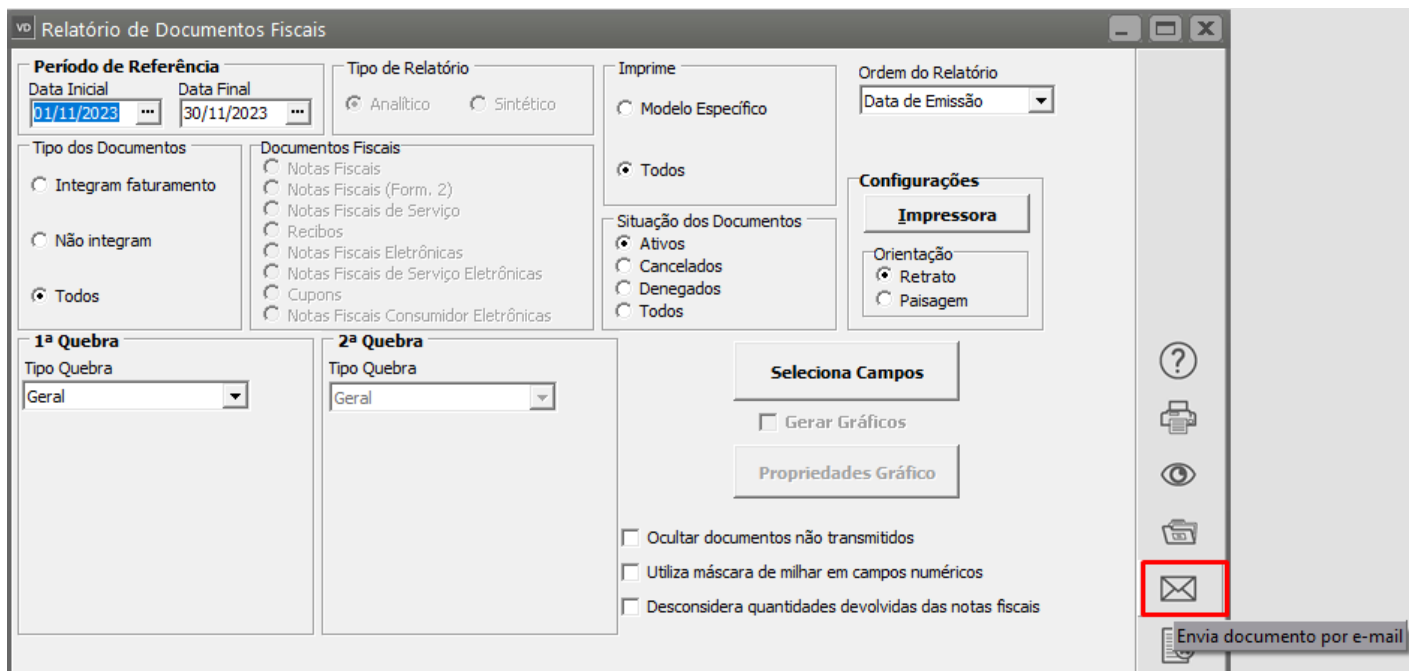 VD Relatório de Documentos Fiscais
Período de Referência
Data Inicial Data Final
01/11/2023 ... 30/11/2023 ...
Tipo de Relatório
Analítico Sintético
Imprime
Modelo Específico
Todos
Ordem do Relatório
Data de Emissão
Tipo dos Documentos
Integram faturamento
Não integram
Todos
Documentos Fiscais
Notas Fiscais
Notas Fiscais (Form. 2)
Notas Fiscais de Serviço
Recibos
Notas Fiscais Eletrônicas
Notas Fiscais de Serviço Eletrônicas
Cupons
Notas Fiscais Consumidor Eletrônicas
Situação dos Documentos
Ativos
Cancelados
Denegados
Todos
Configurações
Impressora
Orientação
Retrato
Paisagem
1ª Quebra
Tipo Quebra
Geral
2ª Quebra
Tipo Quebra
Geral
Seleciona Campos
Gerar Gráficos
Propriedades Gráfico
Ocultar documentos não transmitidos
Utiliza máscara de milhar em campos numéricos
Desconsidera quantidades devolvidas das notas fiscais
?
Envia documento por e-mail